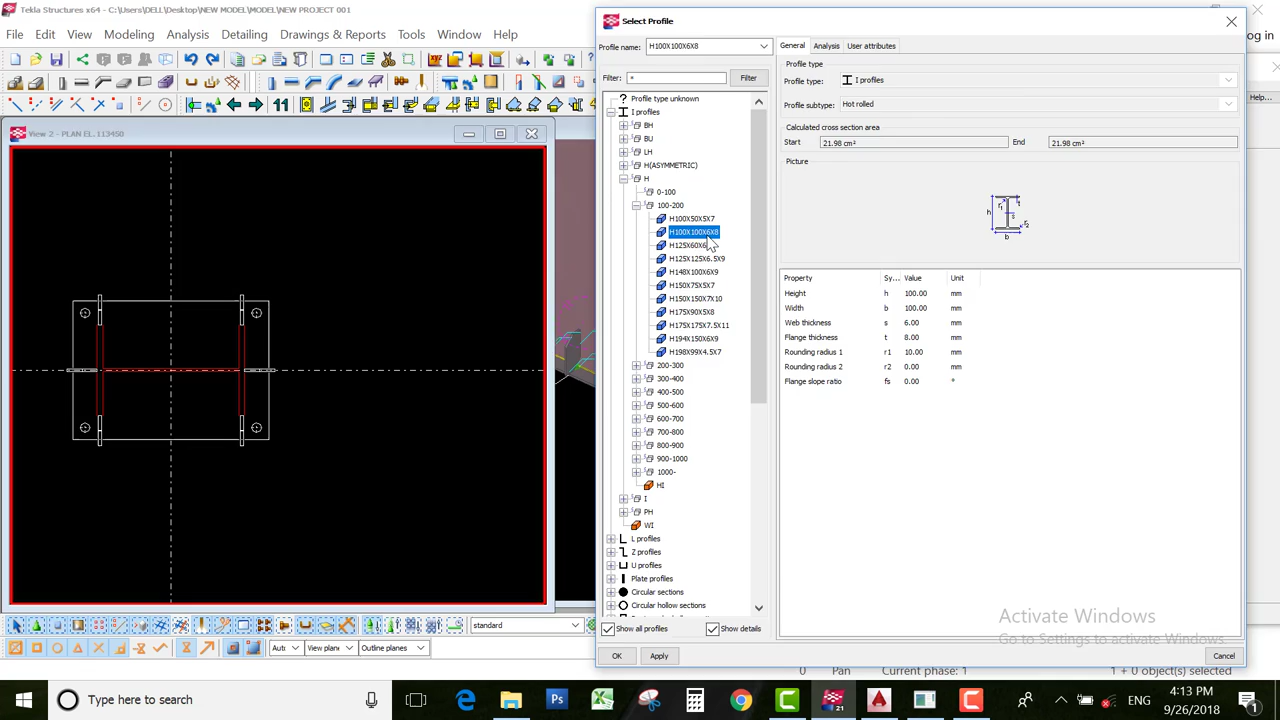 Tekla Structures x64 - C:\Users\DELL\Desktop\NEW MODEL\MODEL\NEW PROJECT 001
File Edit View Modeling Analysis Detailing Drawings & Reports Tools Window Help
View 2 - PLAN EL. 113450
standard
View plane Outline planes
Select Profile
Profile name: H100X100X6X8
Filter: * Filter
Profile type unknown
I profiles
BH
BU
LH
H(ASYMMETRIC)
H
0-100
100-200
H100X50X5X7
H100X100X6X8
H125X60X6
H125X125X6.5X9
H148X100X6X9
H150X75X5X7
H150X150X7X10
H175X90X5X8
H175X175X7.5X11
H194X150X6X9
H198X99X4.5X7
200-300
300-400
400-500
500-600
600-700
700-800
800-900
900-1000
1000-
HI
I
PH
WI
L profiles
Z profiles
U profiles
Plate profiles
Circular sections
Circular hollow sections
Show all profiles Show details
OK Apply Cancel
General Analysis User attributes
Profile type
Profile type: I profiles
Profile subtype: Hot rolled
Calculated cross section area
Start 21.98 cm² End 21.98 cm²
Picture
h r1 t s r2 b
Property Sy... Value Unit
Height h 100.00 mm
Width b 100.00 mm
Web thickness s 6.00 mm
Flange thickness t 8.00 mm
Rounding radius 1 r1 10.00 mm
Rounding radius 2 r2 0.00 mm
Flange slope ratio fs 0.00 °
og in
Help...
Activate Windows
Go to Settings to activate Windows.
0 Pan Current phase: 1 1 + 0 object(s) selected
Type here to search
21
ENG
4:13 PM
9/26/2018
1